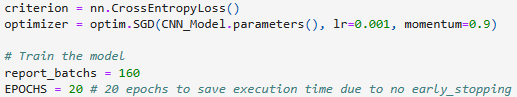 criterion = nn.CrossEntropyLoss()
optimizer = optim.SGD(CNN_Model.parameters(), lr=0.001, momentum=0.9)
# Train the model
report_batchs = 160
EPOCHS = 20 # 20 epochs to save execution time due to no early_stopping